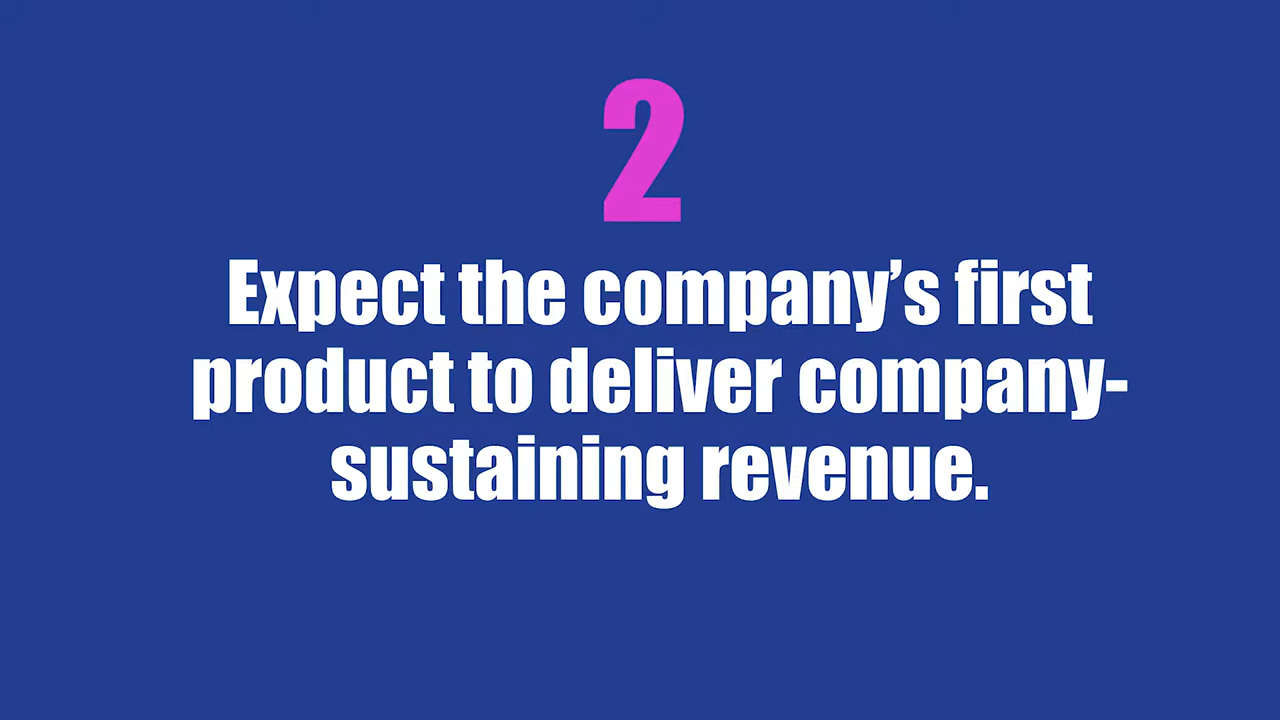 2
Expect the company’s first
product to deliver company-
sustaining revenue.